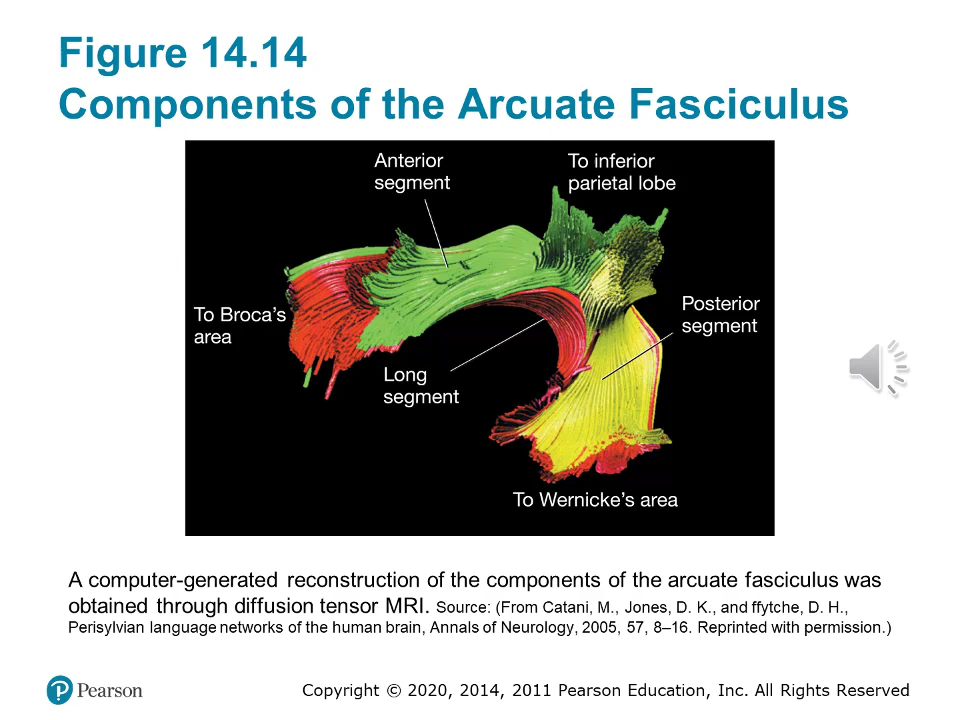 Figure 14.14
Components of the Arcuate Fasciculus
Anterior
segment
To inferior
parietal lobe
To Broca's
area
Posterior
segment
Long
segment
To Wernicke's area
A computer-generated reconstruction of the components of the arcuate fasciculus was
obtained through diffusion tensor MRI. Source: (From Catani, M., Jones, D. K., and ffytche, D. H.,
Perisylvian language networks of the human brain, Annals of Neurology, 2005, 57, 8–16. Reprinted with permission.)
P Pearson
Copyright © 2020, 2014, 2011 Pearson Education, Inc. All Rights Reserved